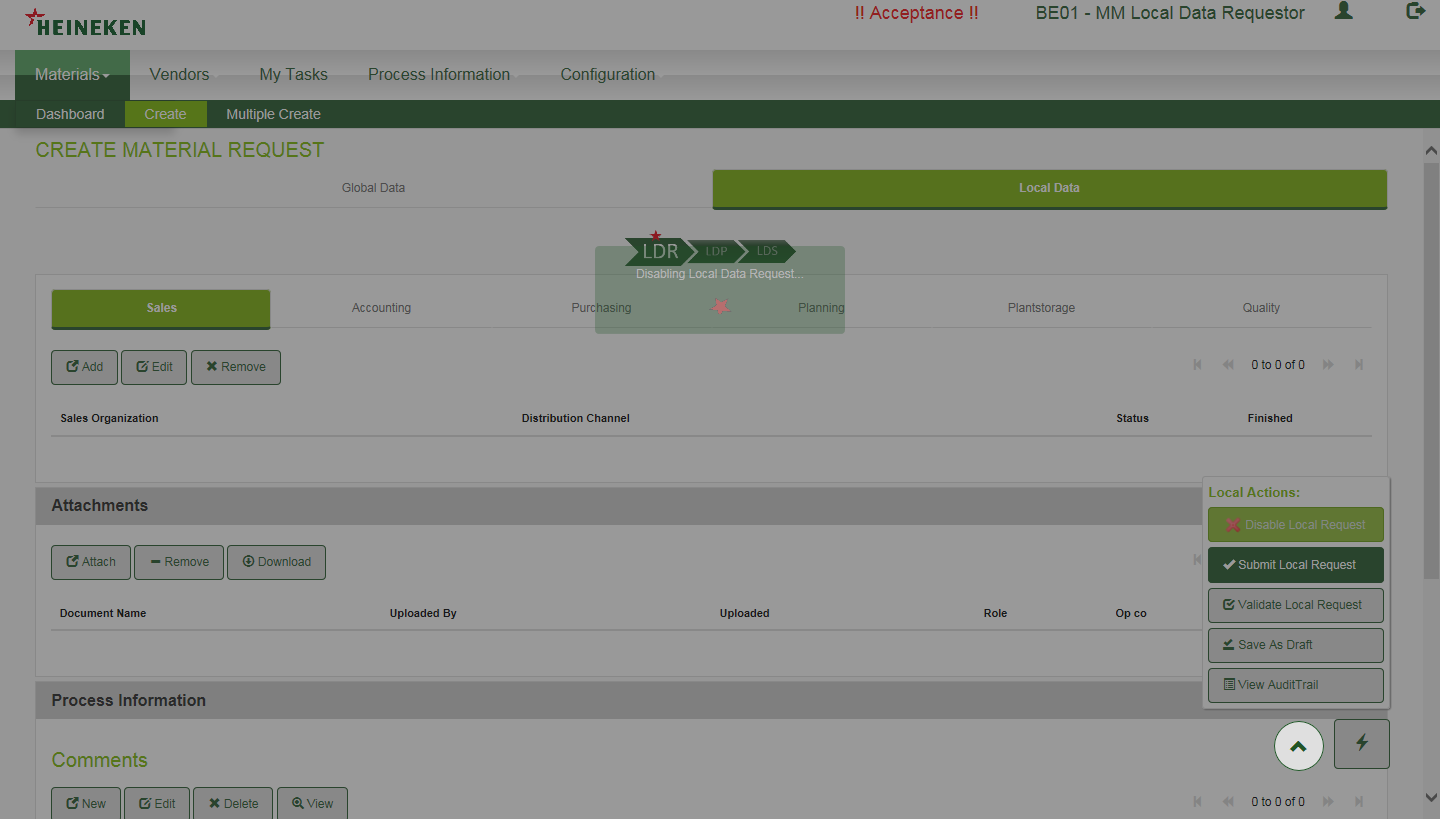 HEINEKEN
!! Acceptance !!
BE01 - MM Local Data Requestor
Materials
Vendors
My Tasks
Process Information
Configuration
Dashboard
Create
Multiple Create
CREATE MATERIAL REQUEST
Global Data
Local Data
LDR
LDP
LDS
Disabling Local Data Request...
Sales
Accounting
Purchasing
Planning
Plantstorage
Quality
Add
Edit
Remove
0 to 0 of 0
Sales Organization
Distribution Channel
Status
Finished
Attachments
Attach
Remove
Download
Document Name
Uploaded By
Uploaded
Role
Op co
Local Actions:
Disable Local Request
Submit Local Request
Validate Local Request
Save As Draft
View AuditTrail
Process Information
Comments
New
Edit
Delete
View
0 to 0 of 0